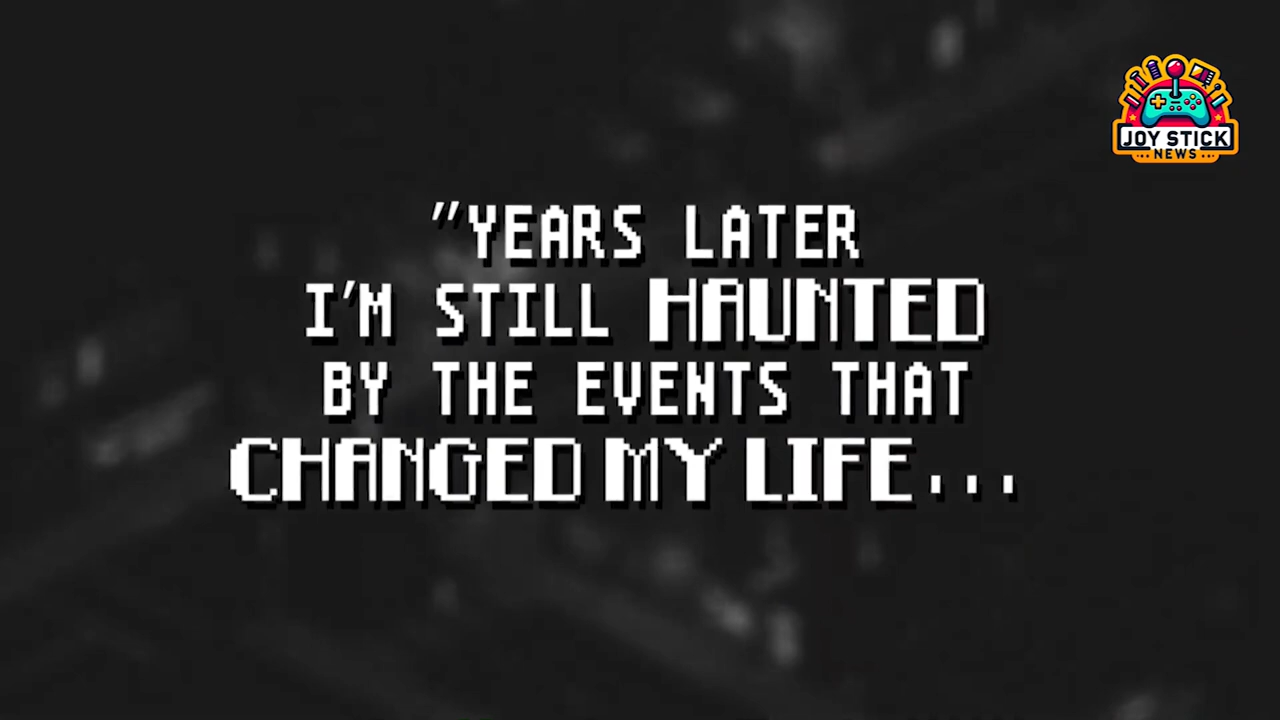 JOY STICK
NEWS
"YEARS LATER
I'M STILL HAUNTED
BY THE EVENTS THAT
CHANGED MY LIFE...